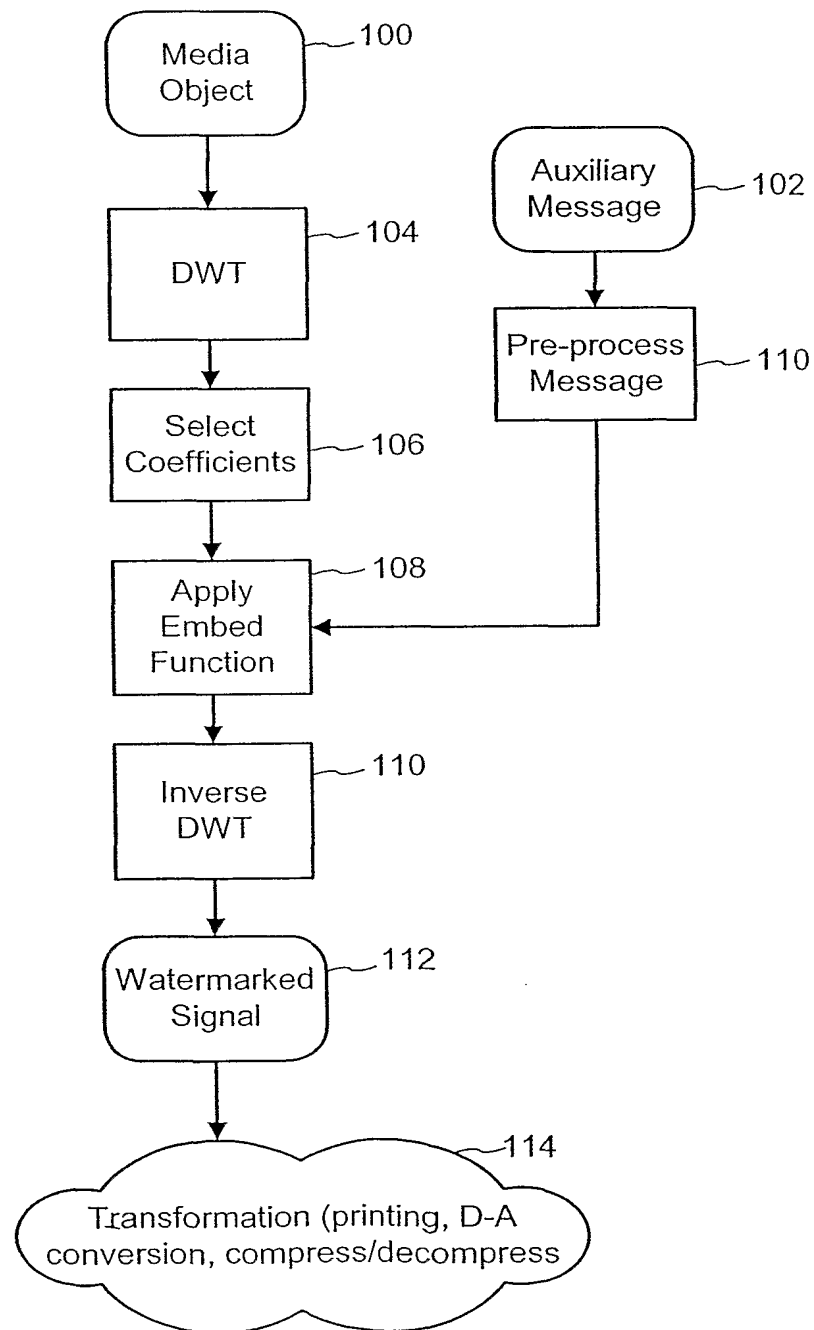 Media
Object
100
Auxiliary
Message
102
DWT
104
Pre-process
Message
110
Select
Coefficients
106
Apply
Embed
Function
108
Inverse
DWT
110
Watermarked
Signal
112
114
Transformation (printing, D-A
conversion, compress/decompress